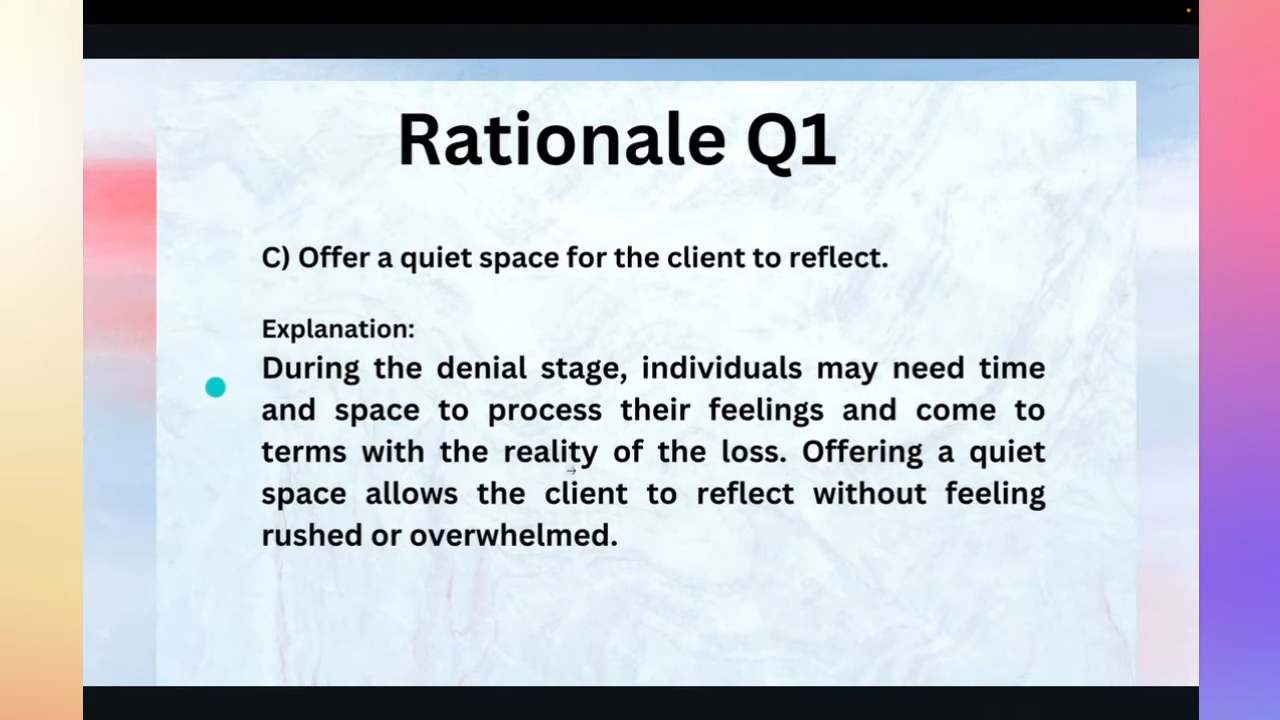 Rationale Q1
C) Offer a quiet space for the client to reflect.
Explanation:
During the denial stage, individuals may need time
and space to process their feelings and come to
terms with the reality of the loss. Offering a quiet
space allows the client to reflect without feeling
rushed or overwhelmed.